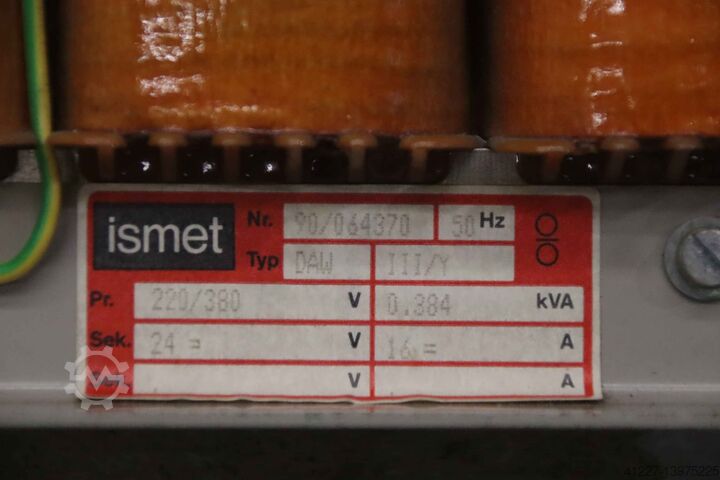 ismet Nr. 90/064370 50 Hz
Typ DAW III/Y
Pr. 220/380 V 0.384 kVA
Sek. 24 = V 16 = A
V A
41227-13975225